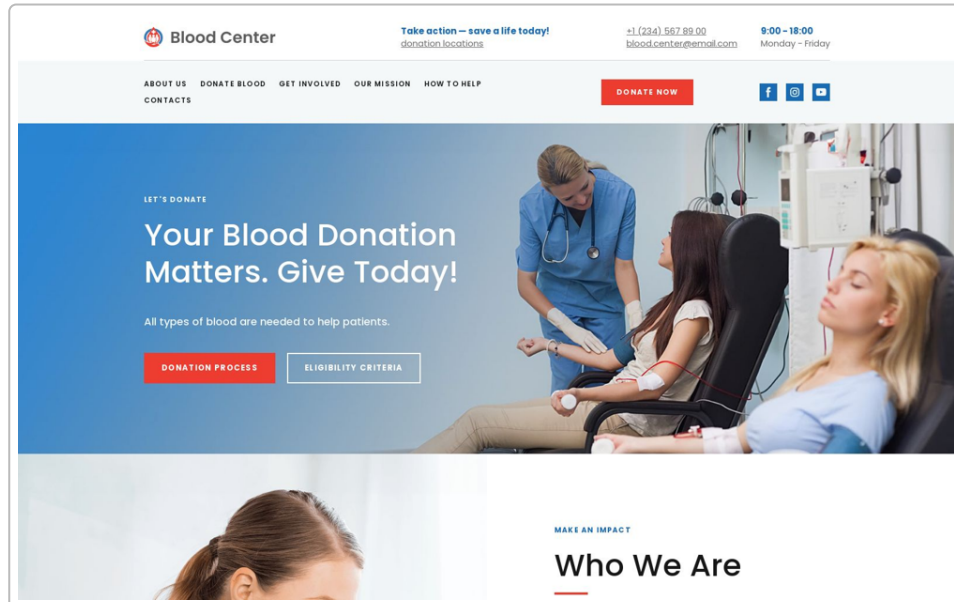 Blood Center
Take action — save a life today!
donation locations
+1 (234) 567 89 00
blood.center@email.com
9:00 – 18:00
Monday – Friday
ABOUT US DONATE BLOOD GET INVOLVED OUR MISSION HOW TO HELP
CONTACTS
DONATE NOW
LET'S DONATE
Your Blood Donation
Matters. Give Today!
All types of blood are needed to help patients.
DONATION PROCESS
ELIGIBILITY CRITERIA
MAKE AN IMPACT
Who We Are